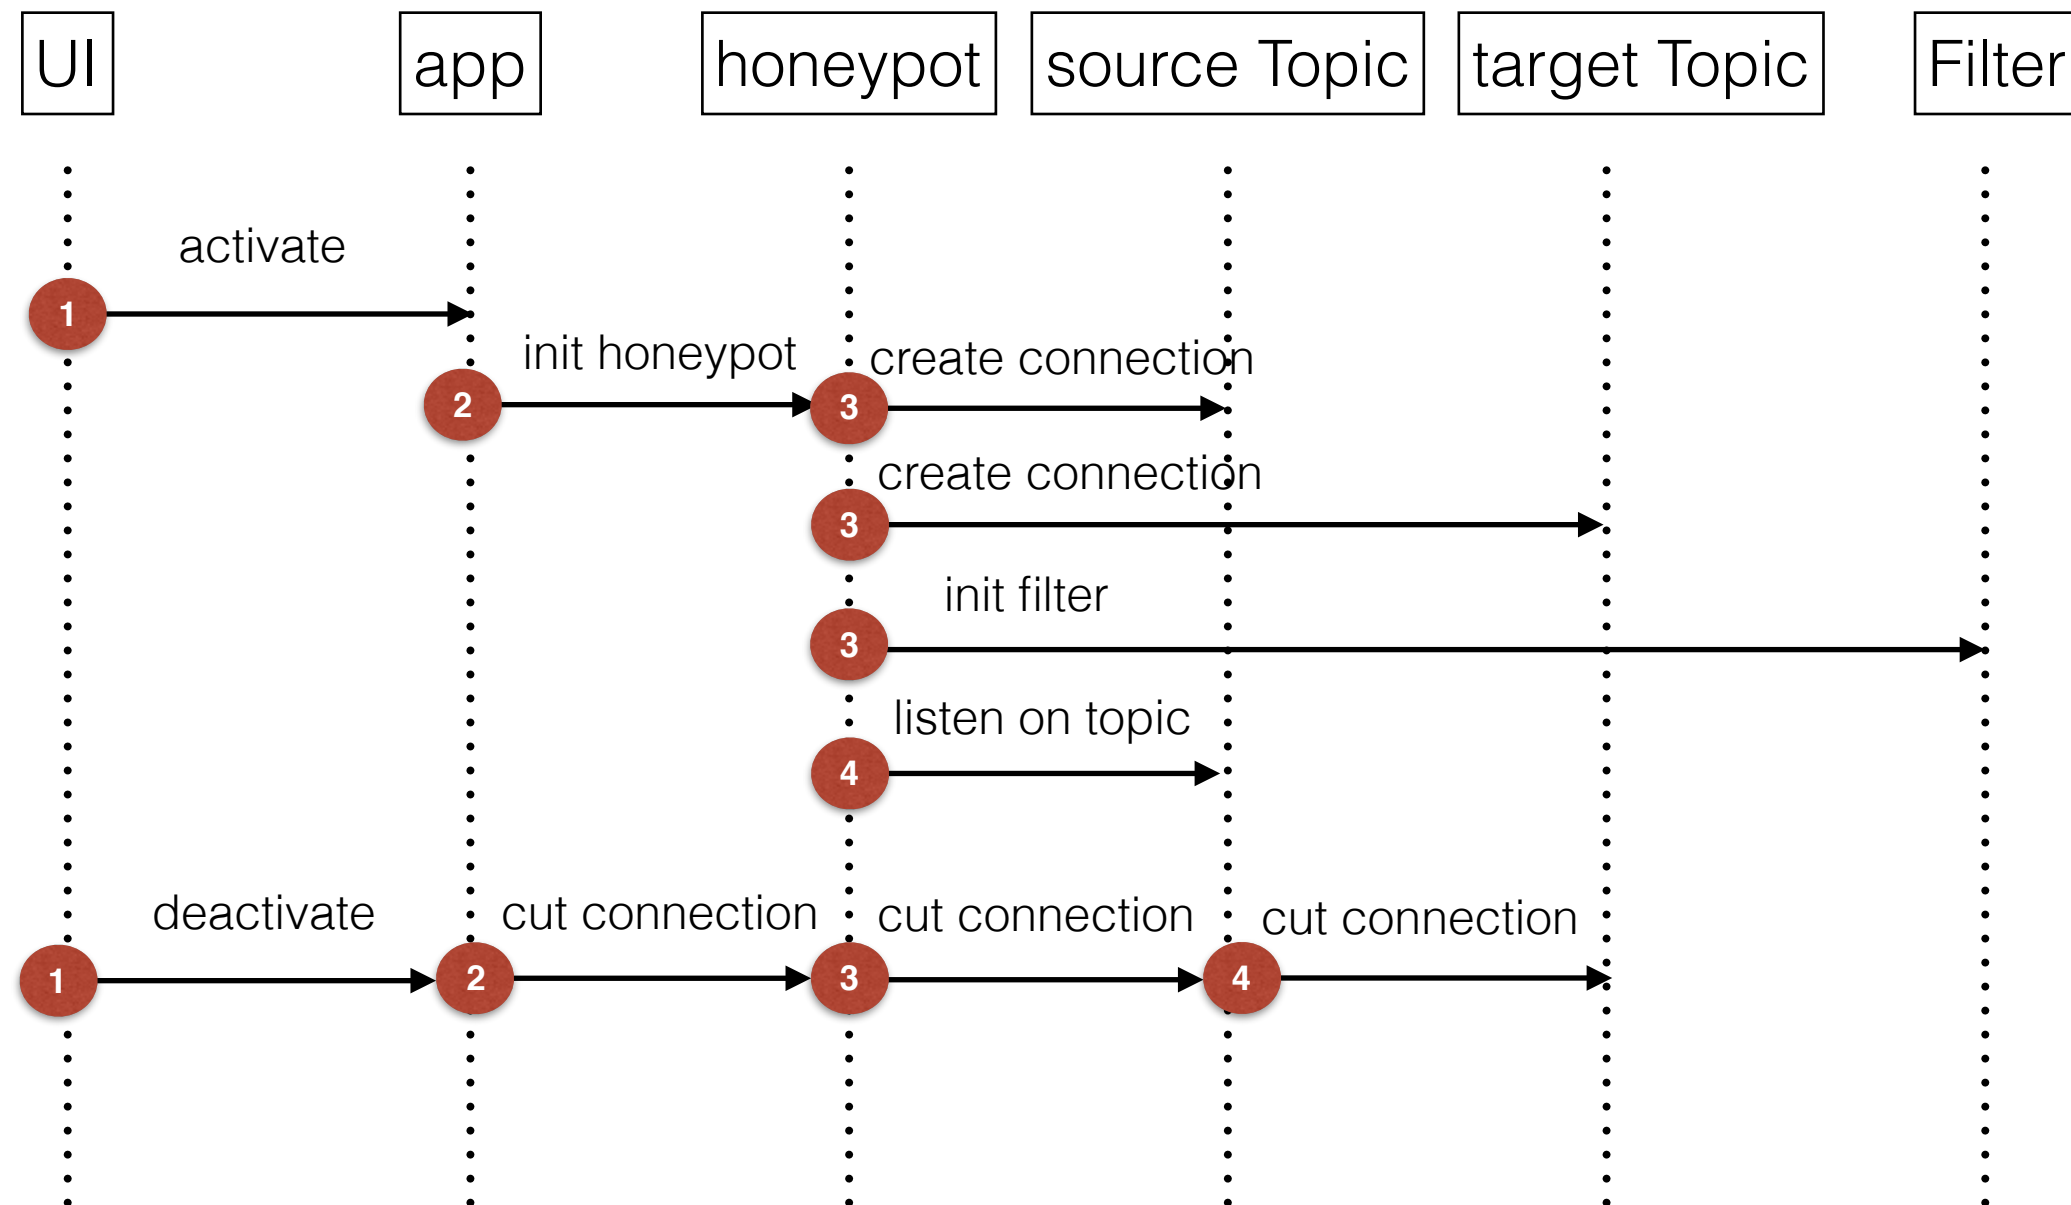 UI
app
honeypot
source Topic
target Topic
Filter
activate
1
init honeypot
create connection
2
3
create connection
3
init filter
3
listen on topic
4
deactivate
cut connection
cut connection
cut connection
1
2
3
4